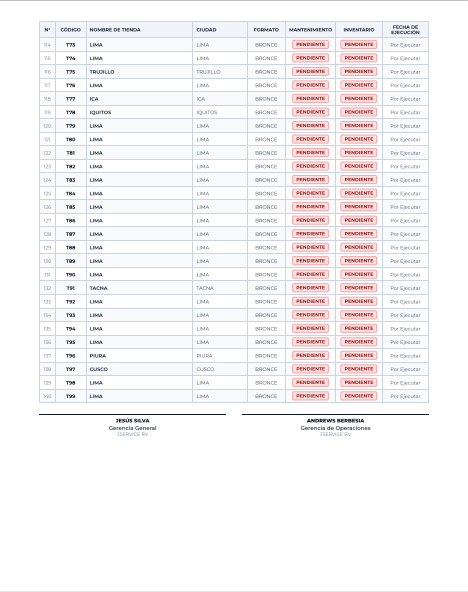 N° CÓDIGO NOMBRE DE TIENDA CIUDAD FORMATO MANTENIMIENTO INVENTARIO FECHA DE EJECUCIÓN
114 T73 LIMA LIMA BRONCE PENDIENTE PENDIENTE Por Ejecutar
115 T74 LIMA LIMA BRONCE PENDIENTE PENDIENTE Por Ejecutar
116 T75 TRUJILLO TRUJILLO BRONCE PENDIENTE PENDIENTE Por Ejecutar
117 T76 LIMA LIMA BRONCE PENDIENTE PENDIENTE Por Ejecutar
118 T77 ICA ICA BRONCE PENDIENTE PENDIENTE Por Ejecutar
119 T78 IQUITOS IQUITOS BRONCE PENDIENTE PENDIENTE Por Ejecutar
120 T79 LIMA LIMA BRONCE PENDIENTE PENDIENTE Por Ejecutar
121 T80 LIMA LIMA BRONCE PENDIENTE PENDIENTE Por Ejecutar
122 T81 LIMA LIMA BRONCE PENDIENTE PENDIENTE Por Ejecutar
123 T82 LIMA LIMA BRONCE PENDIENTE PENDIENTE Por Ejecutar
124 T83 LIMA LIMA BRONCE PENDIENTE PENDIENTE Por Ejecutar
125 T84 LIMA LIMA BRONCE PENDIENTE PENDIENTE Por Ejecutar
126 T85 LIMA LIMA BRONCE PENDIENTE PENDIENTE Por Ejecutar
127 T86 LIMA LIMA BRONCE PENDIENTE PENDIENTE Por Ejecutar
128 T87 LIMA LIMA BRONCE PENDIENTE PENDIENTE Por Ejecutar
129 T88 LIMA LIMA BRONCE PENDIENTE PENDIENTE Por Ejecutar
130 T89 LIMA LIMA BRONCE PENDIENTE PENDIENTE Por Ejecutar
131 T90 LIMA LIMA BRONCE PENDIENTE PENDIENTE Por Ejecutar
132 T91 TACNA TACNA BRONCE PENDIENTE PENDIENTE Por Ejecutar
133 T92 LIMA LIMA BRONCE PENDIENTE PENDIENTE Por Ejecutar
134 T93 LIMA LIMA BRONCE PENDIENTE PENDIENTE Por Ejecutar
135 T94 LIMA LIMA BRONCE PENDIENTE PENDIENTE Por Ejecutar
136 T95 LIMA LIMA BRONCE PENDIENTE PENDIENTE Por Ejecutar
137 T96 PIURA PIURA BRONCE PENDIENTE PENDIENTE Por Ejecutar
138 T97 CUSCO CUSCO BRONCE PENDIENTE PENDIENTE Por Ejecutar
139 T98 LIMA LIMA BRONCE PENDIENTE PENDIENTE Por Ejecutar
140 T99 LIMA LIMA BRONCE PENDIENTE PENDIENTE Por Ejecutar
JESÚS SILVA ANDREWS BERBESIA
Gerencia General Gerencia de Operaciones
JSERVICE RV JSERVICE RV